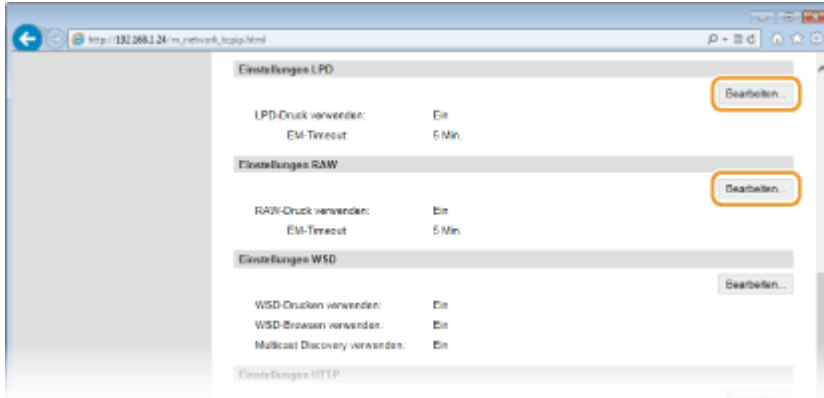 http://192.168.1.24/m_network_tcpip.html
Einstellungen LPD
Bearbeiten...
LPD-Druck verwenden: Ein
EM-Timeout 5 Min.
Einstellungen RAW
Bearbeiten...
RAW-Druck verwenden: Ein
EM-Timeout 5 Min.
Einstellungen WSD
Bearbeiten...
WSD-Drucken verwenden: Ein
WSD-Browsen verwenden: Ein
Multicast Discovery verwenden: Ein
Einstellungen HTTP